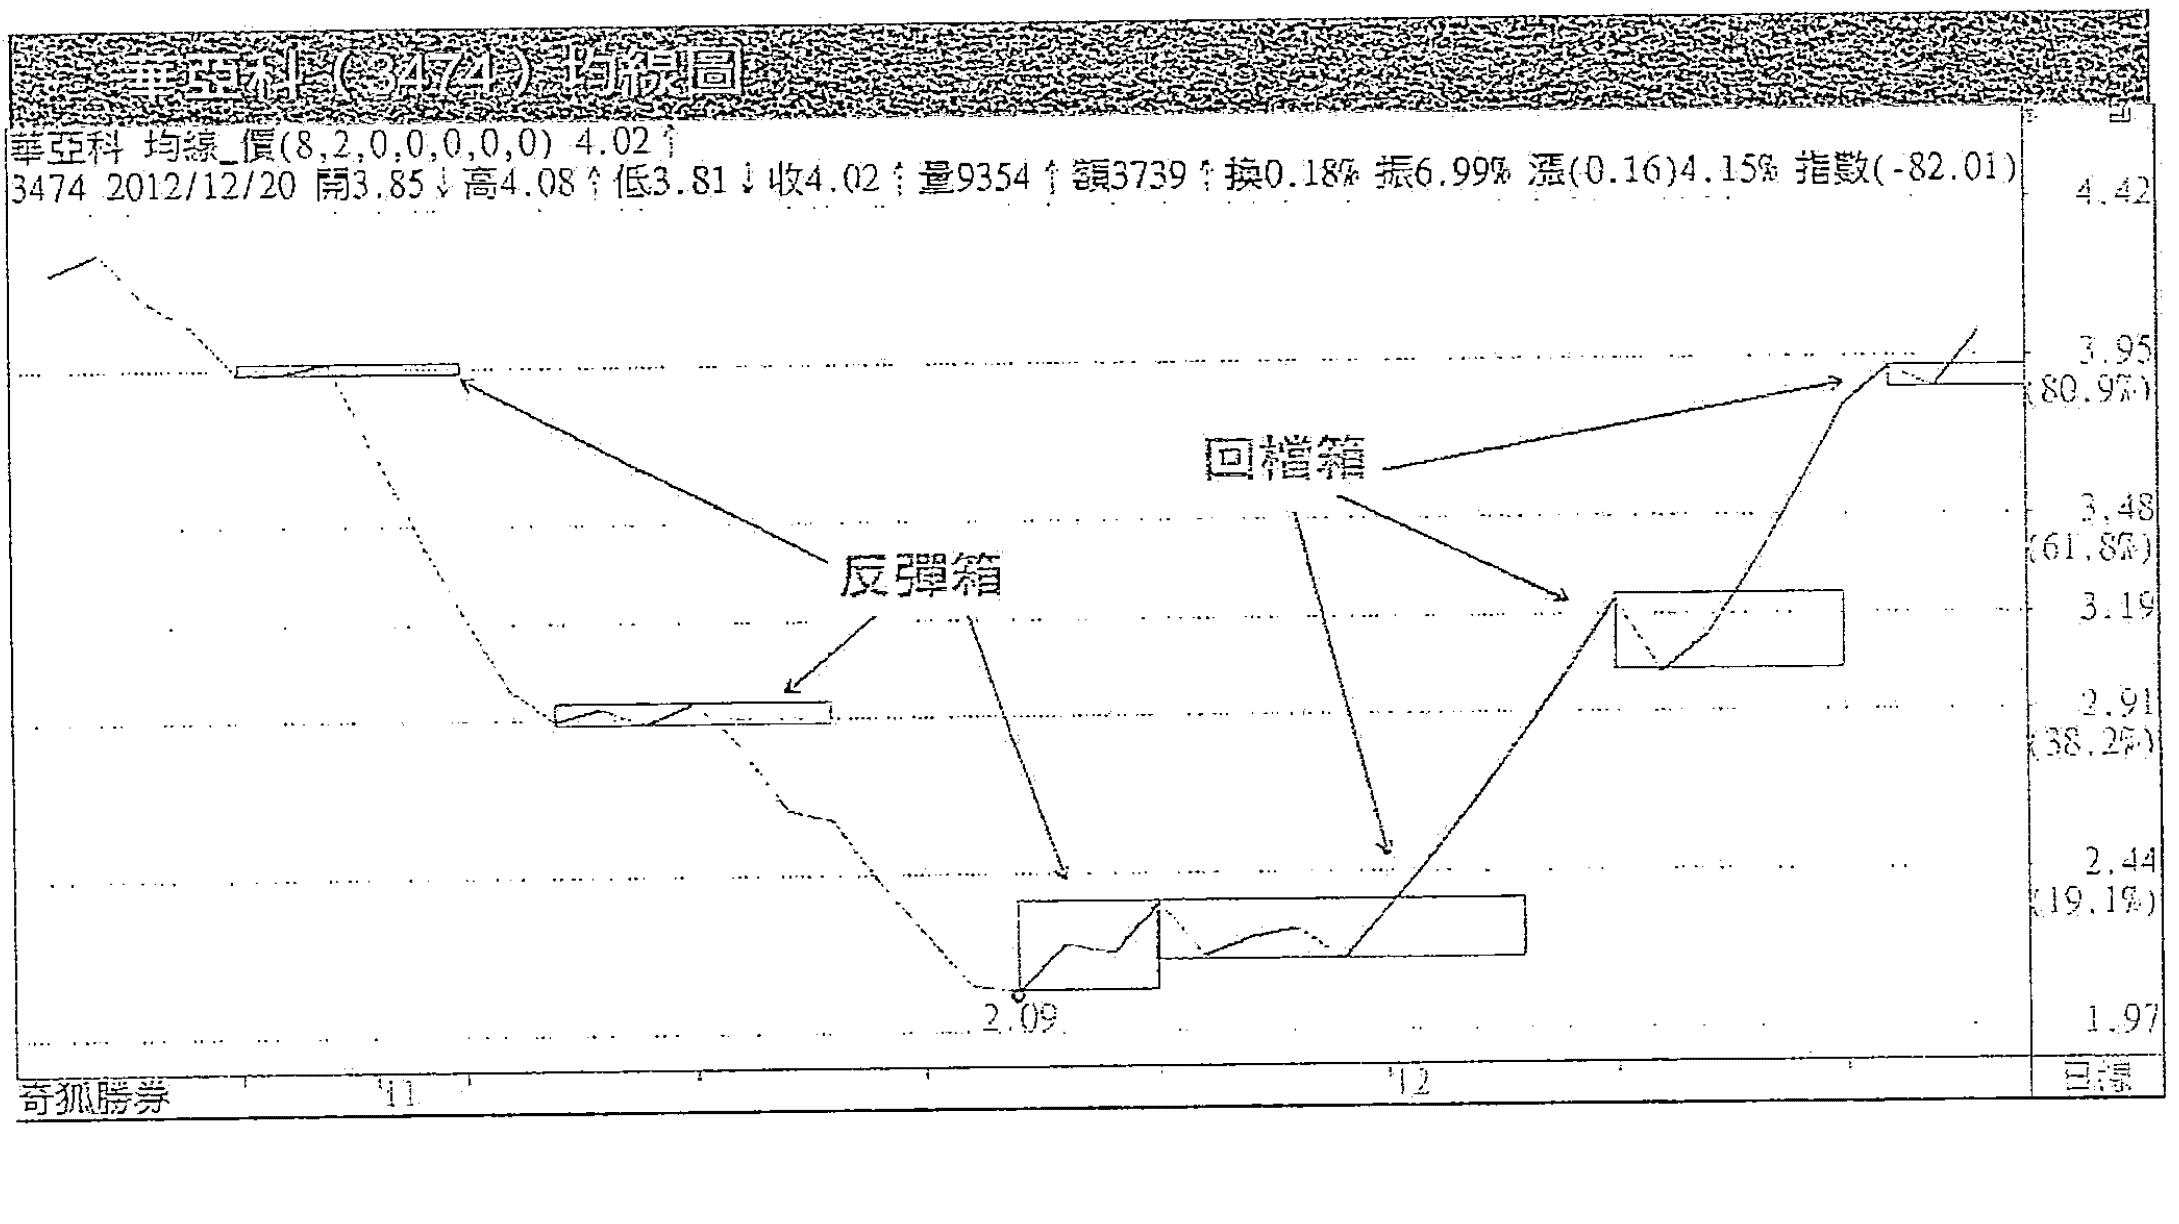 華亞科（3474）均線圖
華亞科 均線_價(8,2,0,0,0,0,0) 4.02↑
3474 2012/12/20 開3.85↓高4.08↑低3.81↓收4.02↑量9354↑額3739↑換0.18% 振6.99% 漲(0.16)4.15% 指數(-82.01)
4.42
3.95
(80.9%)
回檔箱
3.48
(61.8%)
反彈箱
3.19
2.91
(38.2%)
2.44
(19.1%)
2.09
1.97
奇狐勝券 '11 '12 日線